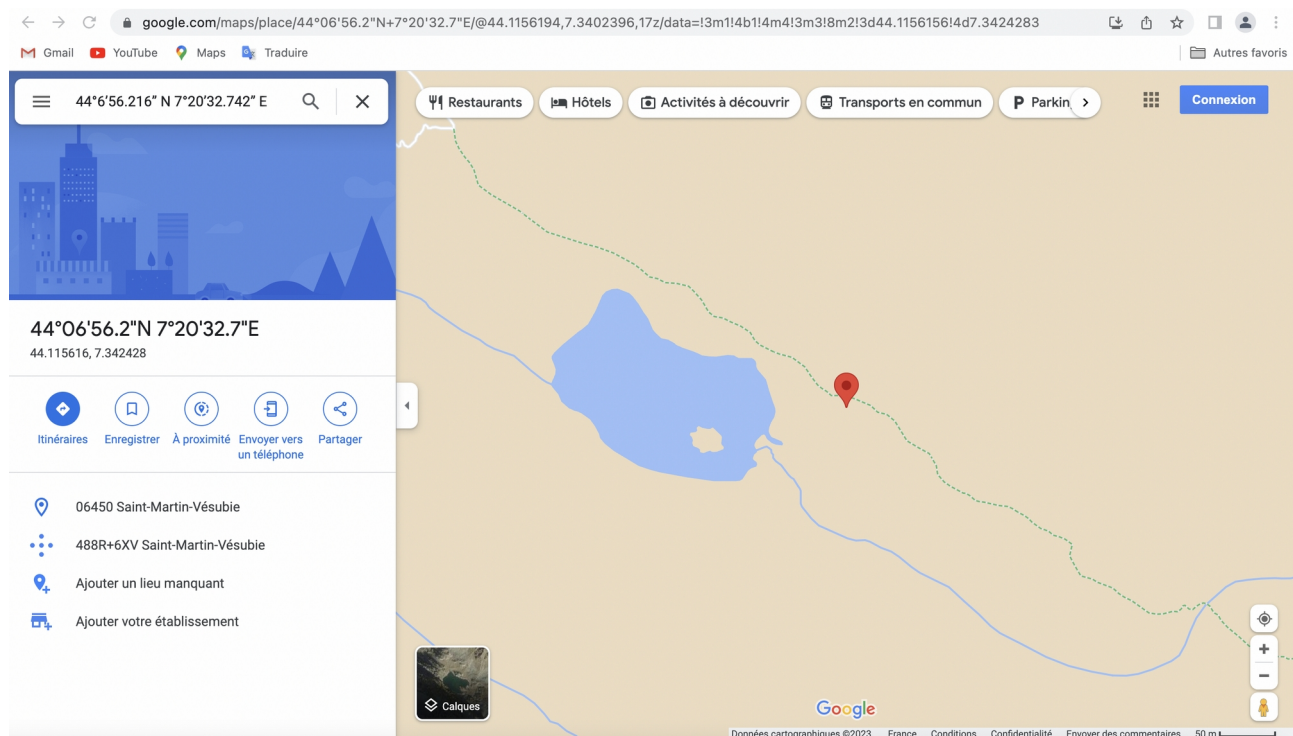 google.com/maps/place/44°06'56.2"N+7°20'32.7"E/@44.1156194,7.3402396,17z/data=!3m1!4b1!4m4!3m3!8m2!3d44.1156156!4d7.3424283
Gmail YouTube Maps Traduire Autres favoris
44°6'56.216" N 7°20'32.742" E
Restaurants Hôtels Activités à découvrir Transports en commun Parkin
Connexion
44°06'56.2"N 7°20'32.7"E
44.115616, 7.342428
Itinéraires Enregistrer À proximité Envoyer vers un téléphone Partager
06450 Saint-Martin-Vésubie
488R+6XV Saint-Martin-Vésubie
Ajouter un lieu manquant
Ajouter votre établissement
Calques
Google
Données cartographiques ©2023 France Conditions Confidentialité Envoyer des commentaires 50 m